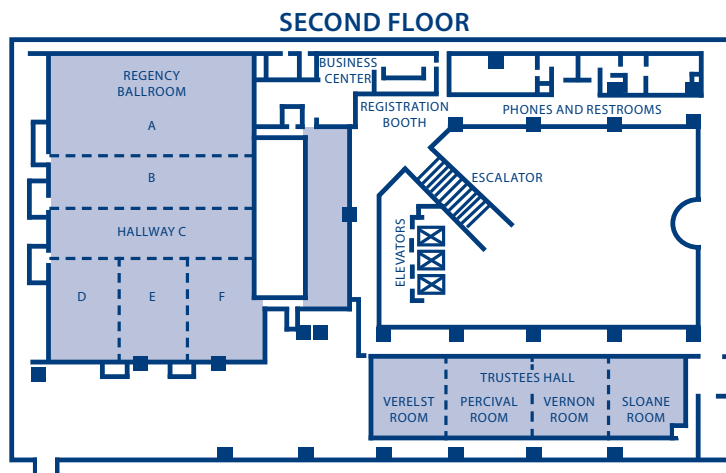 SECOND FLOOR
BUSINESS
CENTER
REGENCY
BALLROOM
A
REGISTRATION
BOOTH
PHONES AND RESTROOMS
B
ESCALATOR
HALLWAY C
ELEVATORS
D
E
F
TRUSTEES HALL
VERELST
ROOM
PERCIVAL
ROOM
VERNON
ROOM
SLOANE
ROOM